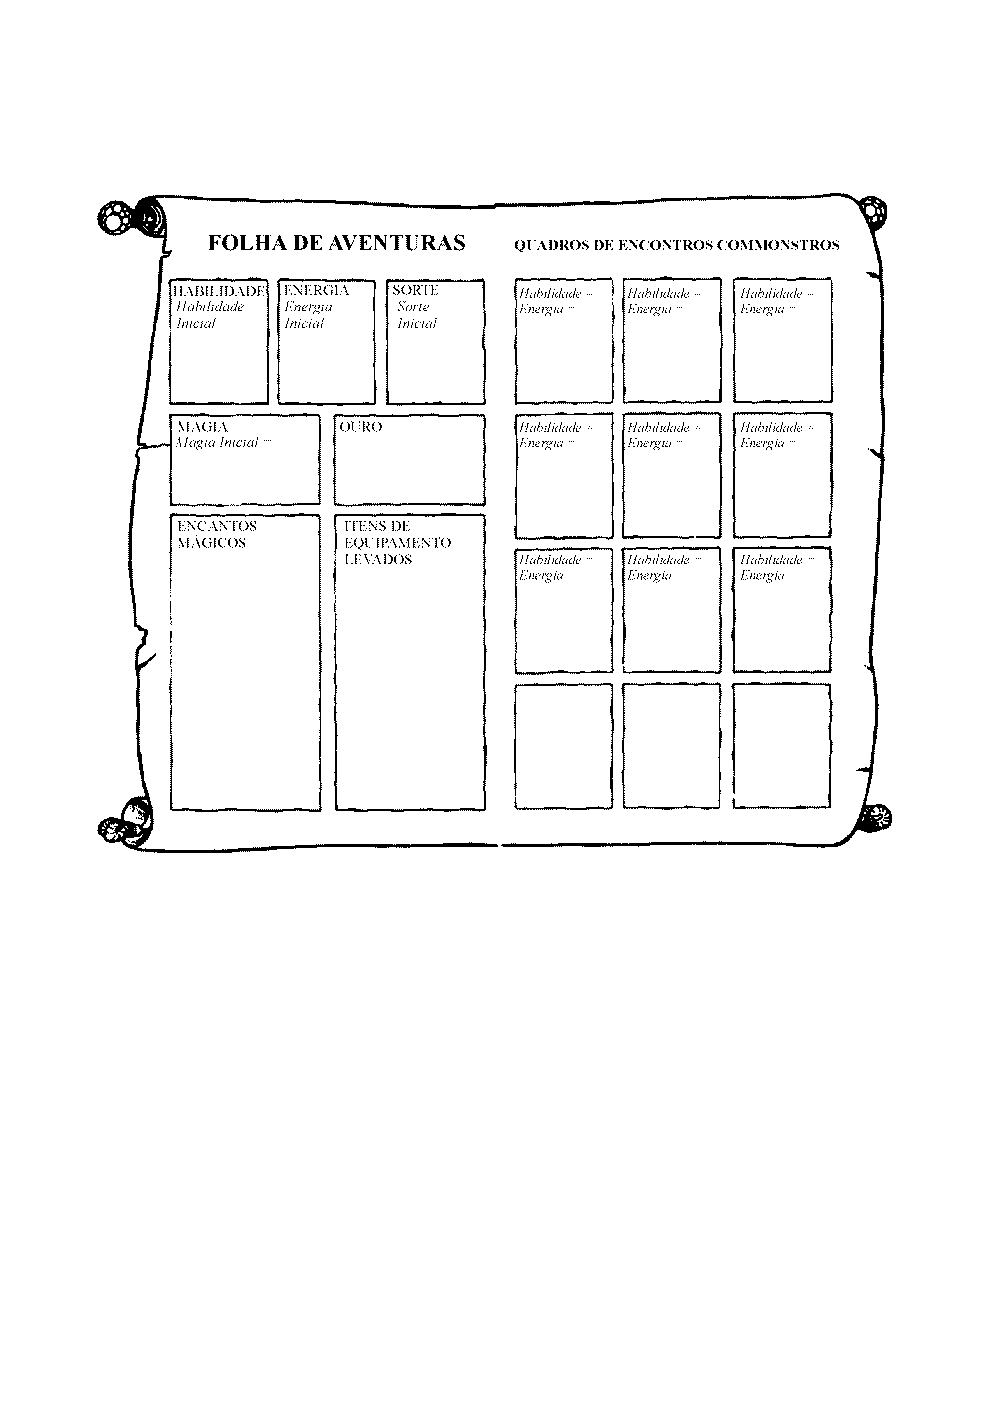 FOLHA DE AVENTURAS
HABILIDADE
Habilidade
Inicial
ENERGIA
Energia
Inicial
SORTE
Sorte
Inicial
MAGIA
Magia Inicial =
OURO
ENCANTOS
MÁGICOS
ITENS DE
EQUIPAMENTO
LEVADOS
QUADROS DE ENCONTROS COMMONSTROS
Habilidade =
Energia =
Habilidade =
Energia =
Habilidade =
Energia =
Habilidade =
Energia =
Habilidade =
Energia =
Habilidade =
Energia =
Habilidade =
Energia
Habilidade =
Energia
Habilidade =
Energia